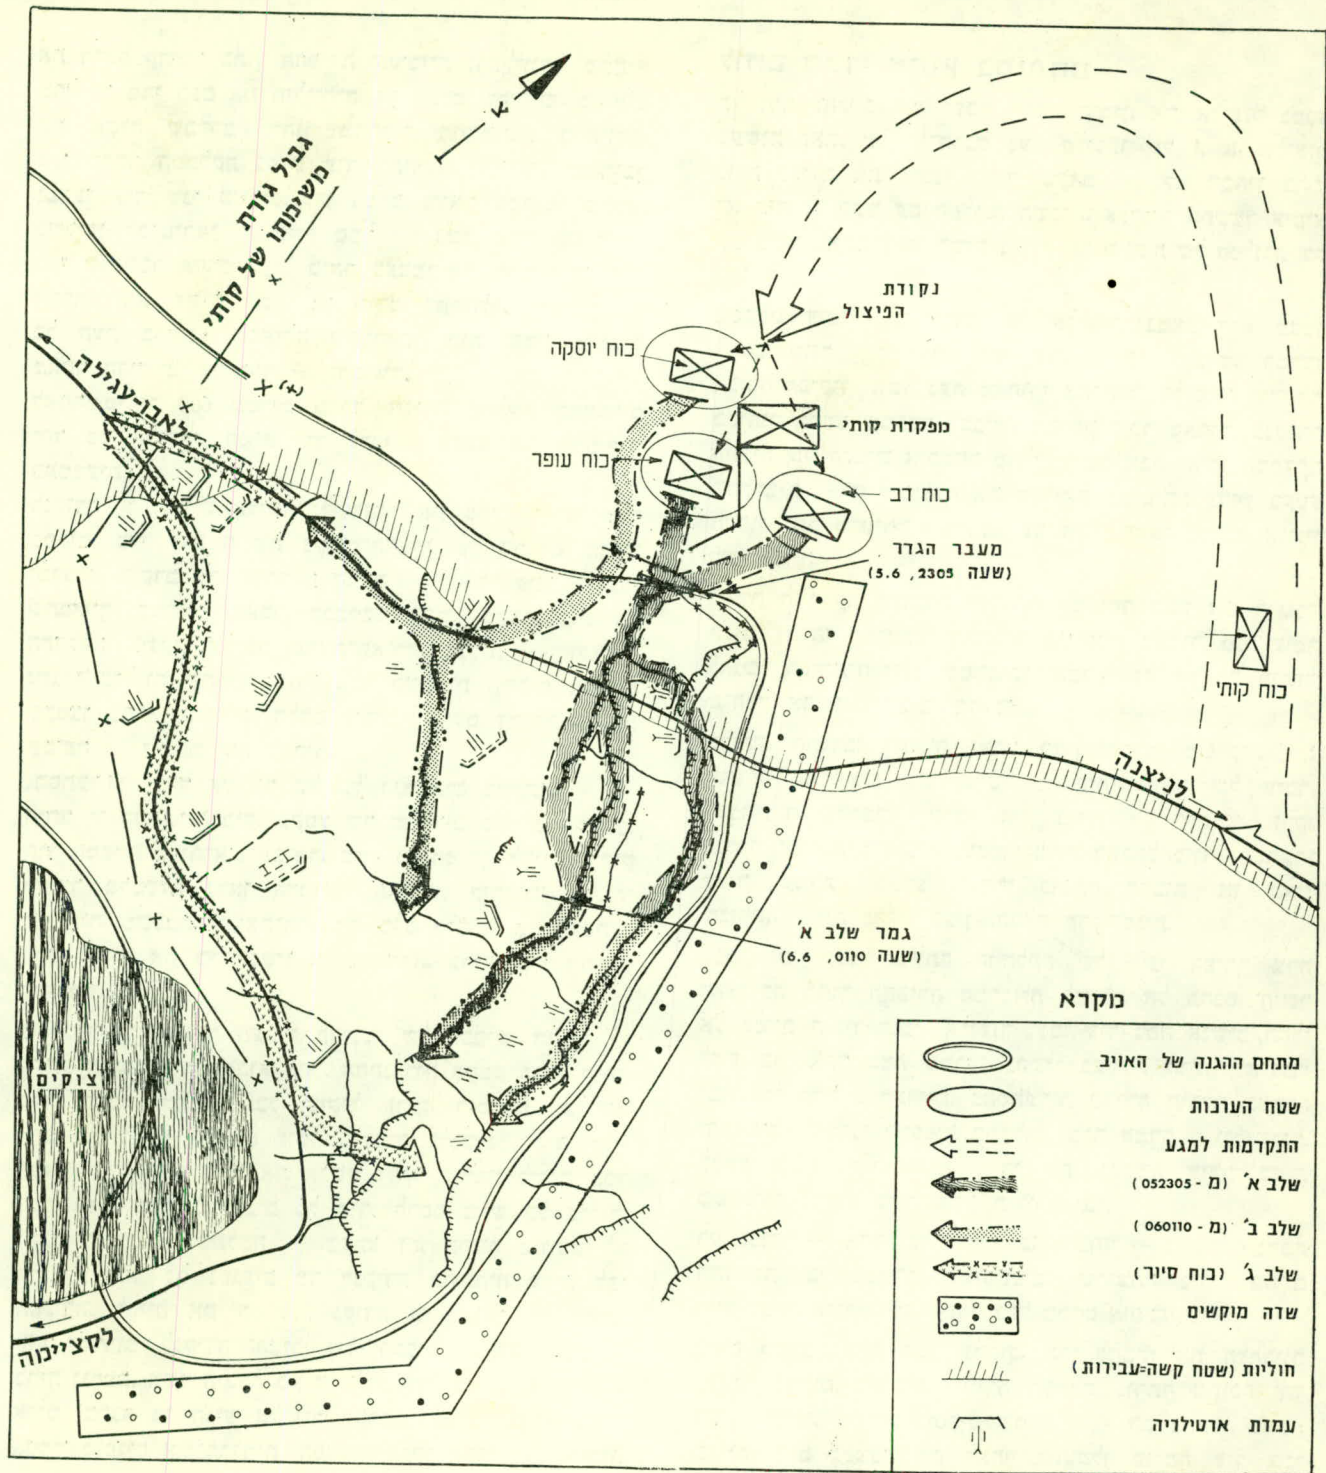 צ
גבול גזרת
משימותו של קותי
לאבו-עגילה
נקודת
הפיצול
כוח יוסקה
מפקדת קותי
כוח עופר
כוח דב
מעבר הגדר
(שעה 2305, 5.6)
כוח קותי
לניצנה
גמר שלב א'
(שעה 0110, 6.6)
צוקים
לקציימה
מקרא
מתחם ההגנה של האויב
שטח הערכות
התקדמות למגע
שלב א' (מ - 052305)
שלב ב' (מ - 060110)
שלב ג' (כוח סיור)
שדה מוקשים
חוליות (שטח קשה=עבירות)
עמדת ארטילריה